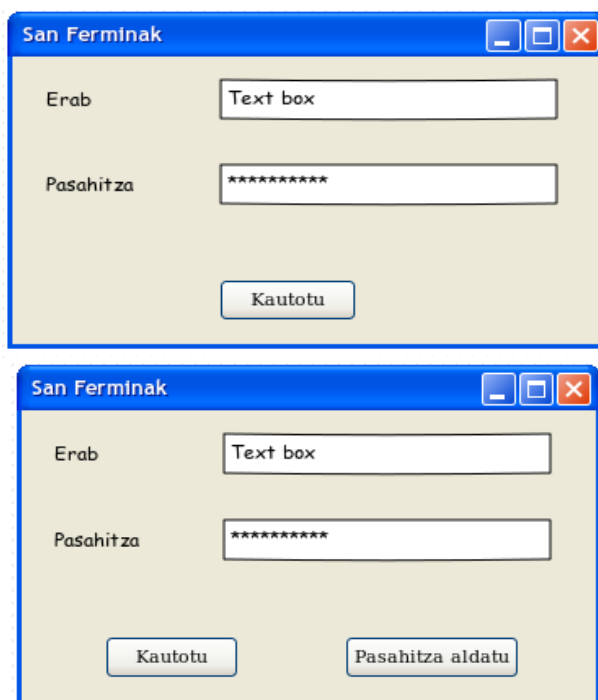 San Ferminak
Erab Text box
Pasahitza **********
Kautotu
San Ferminak
Erab Text box
Pasahitza **********
Kautotu Pasahitza aldatu